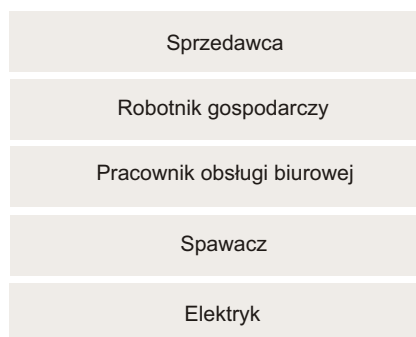 Sprzedawca
Robotnik gospodarczy
Pracownik obsługi biurowej
Spawacz
Elektryk